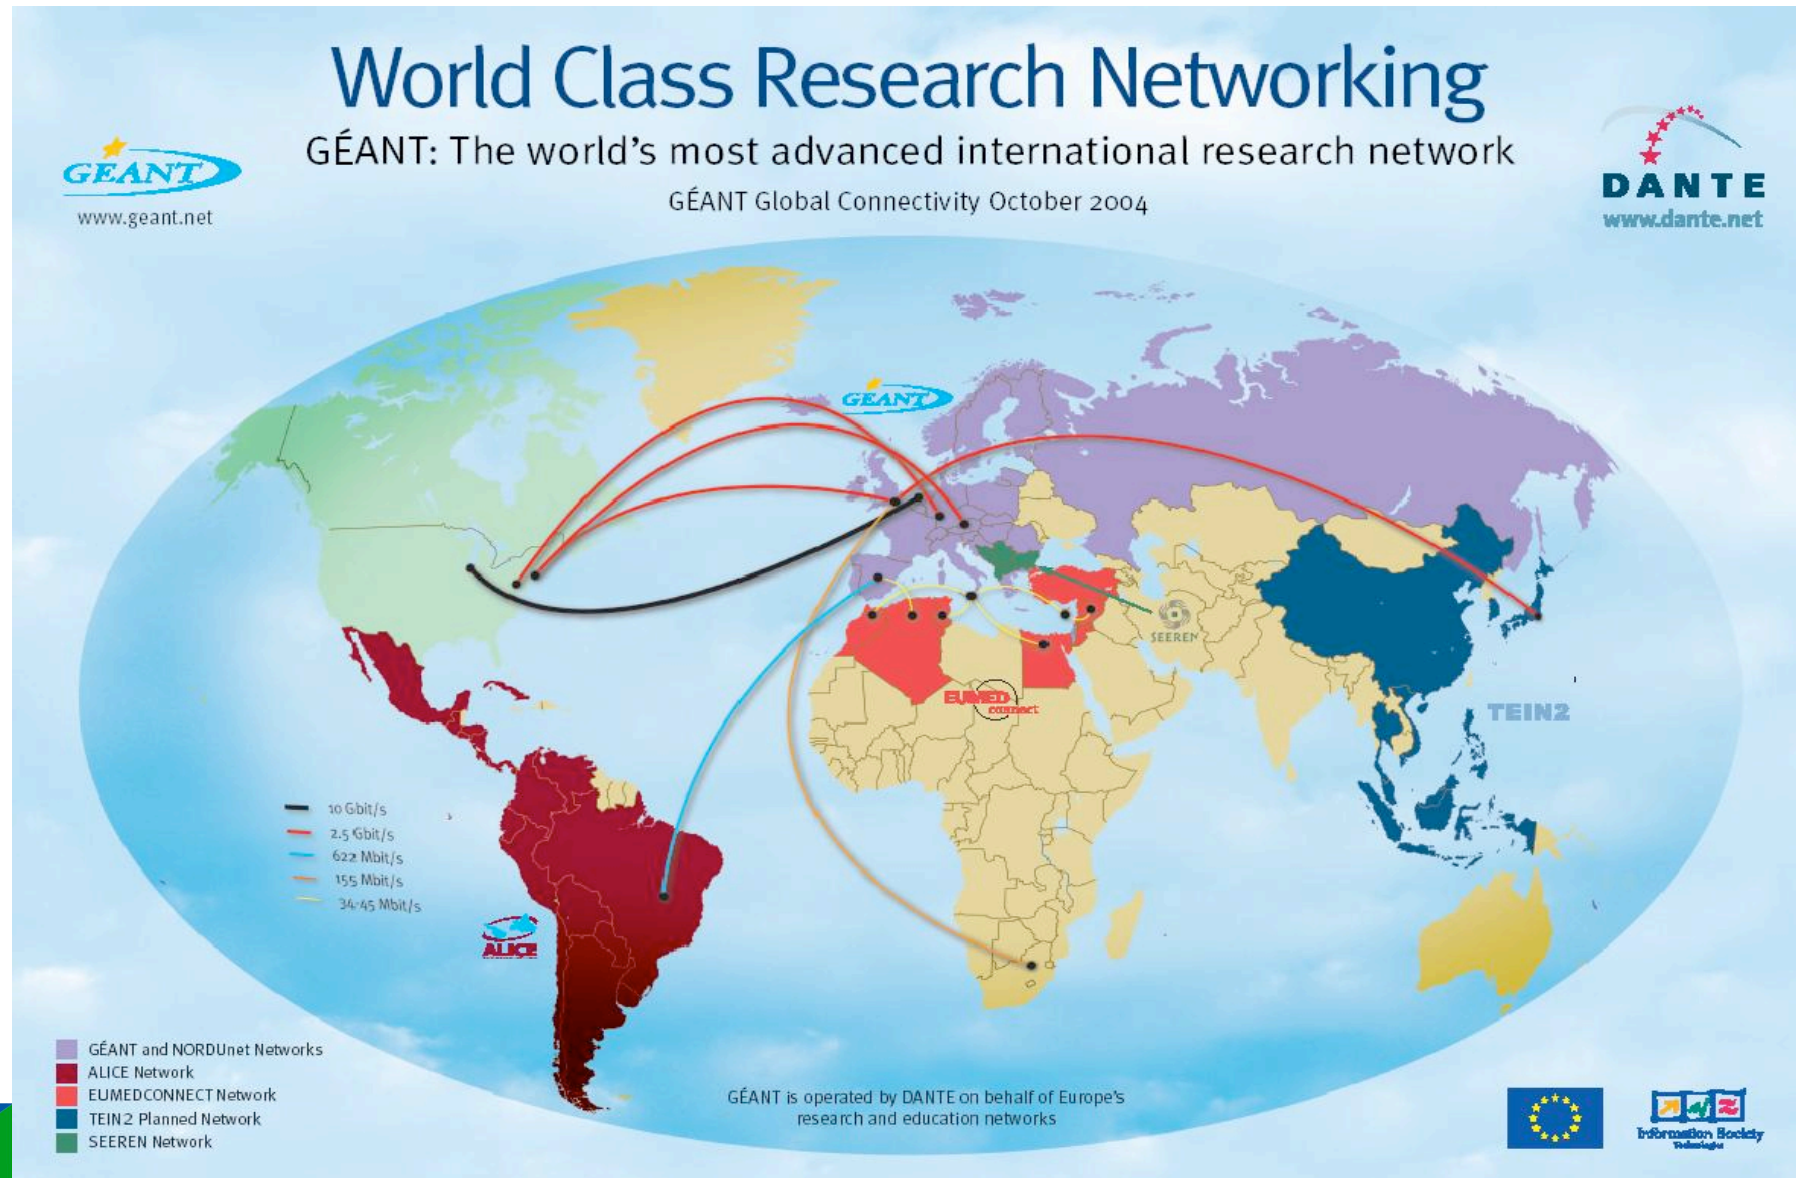 World Class Research Networking
GÉANT: The world's most advanced international research network
GÉANT Global Connectivity October 2004
GÉANT
www.geant.net
DANTE
www.dante.net
GÉANT
SEEREN
EUMED
connect
TEIN2
10 Gbit/s
2.5 Gbit/s
622 Mbit/s
155 Mbit/s
34-45 Mbit/s
ALICE
GÉANT and NORDUnet Networks
ALICE Network
EUMEDCONNECT Network
TEIN2 Planned Network
SEEREN Network
GÉANT is operated by DANTE on behalf of Europe's
research and education networks
Information Society
Technologies